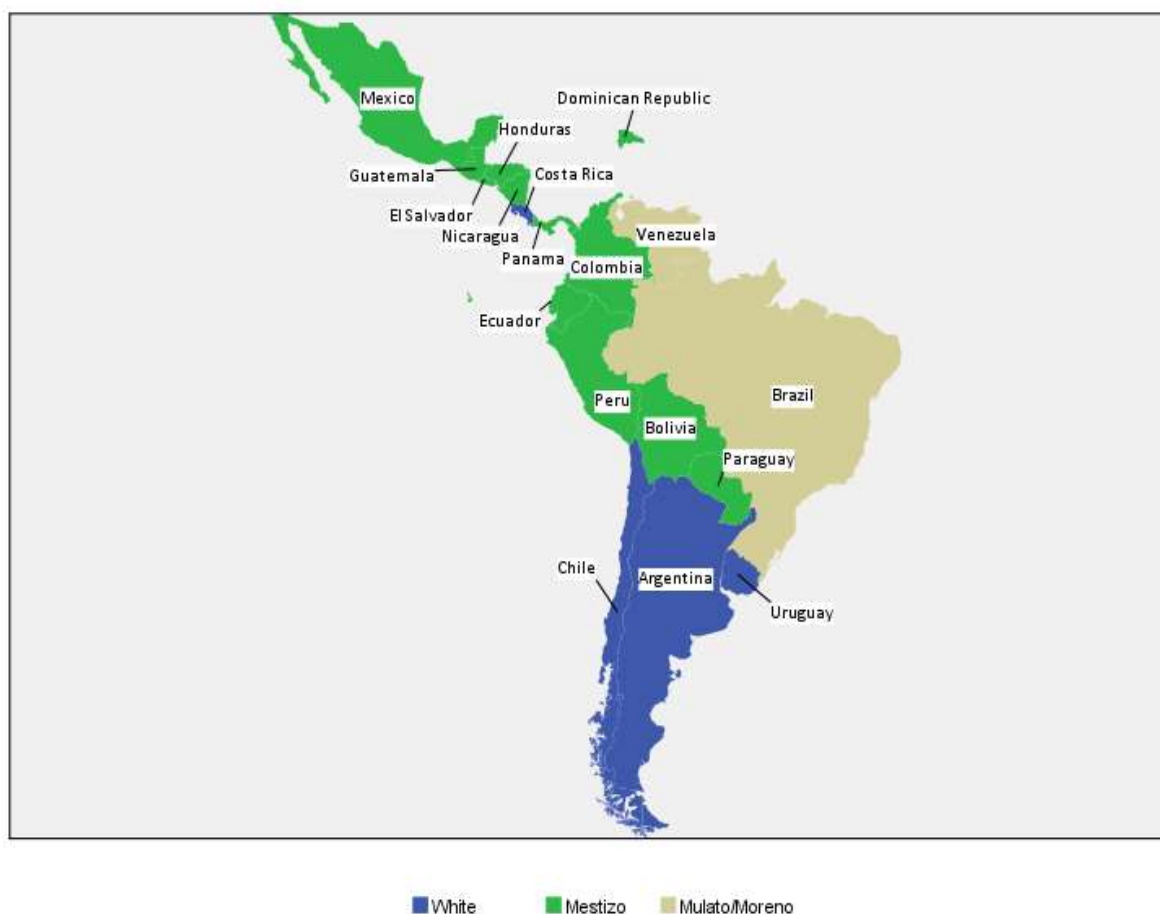 Mexico
Dominican Republic
Honduras
Guatemala
Costa Rica
El Salvador
Nicaragua
Venezuela
Panama
Colombia
Ecuador
Brazil
Peru
Bolivia
Paraguay
Chile
Argentina
Uruguay
White
Mestizo
Mulato/Moreno